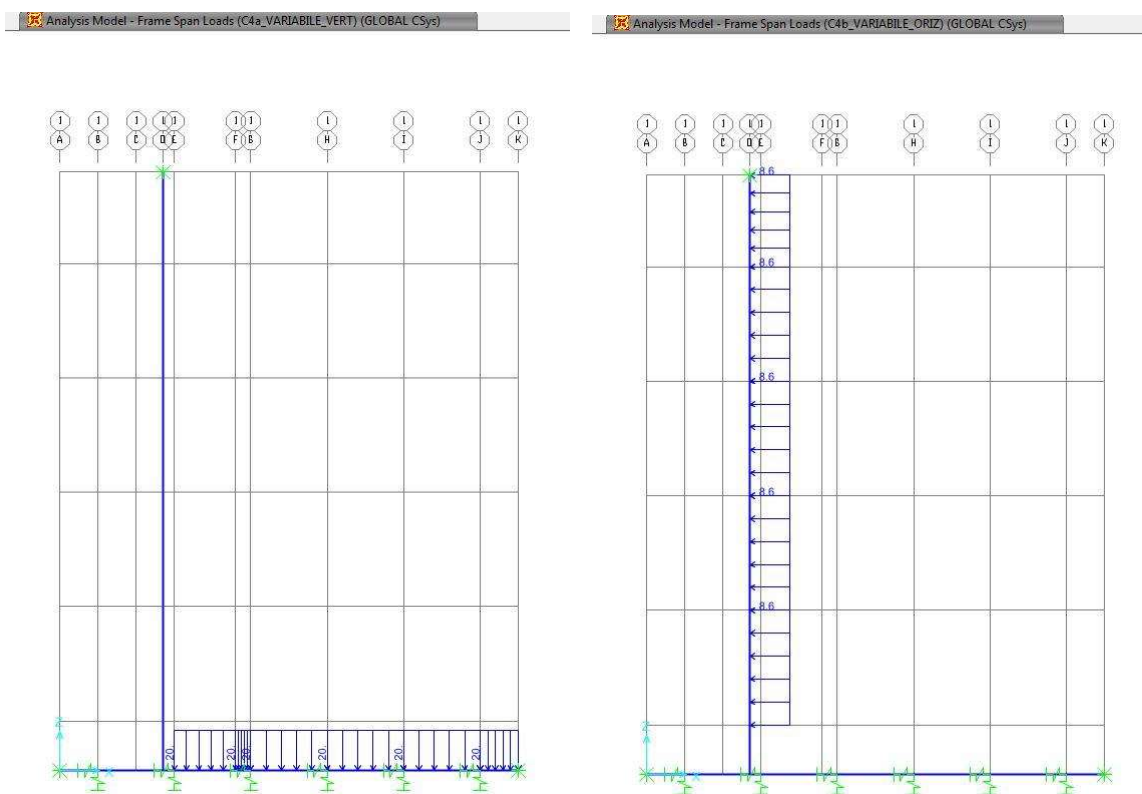 Analysis Model - Frame Span Loads (C4a_VARIABILE_VERT) (GLOBAL CSys)
A B C D E F H I J K
20. 20. 20. 20. 20. 20.
Analysis Model - Frame Span Loads (C4b_VARIABILE_ORIZ) (GLOBAL CSys)
A B C D E F H I J K
8.6
8.6
8.6
8.6
8.6
Z
X